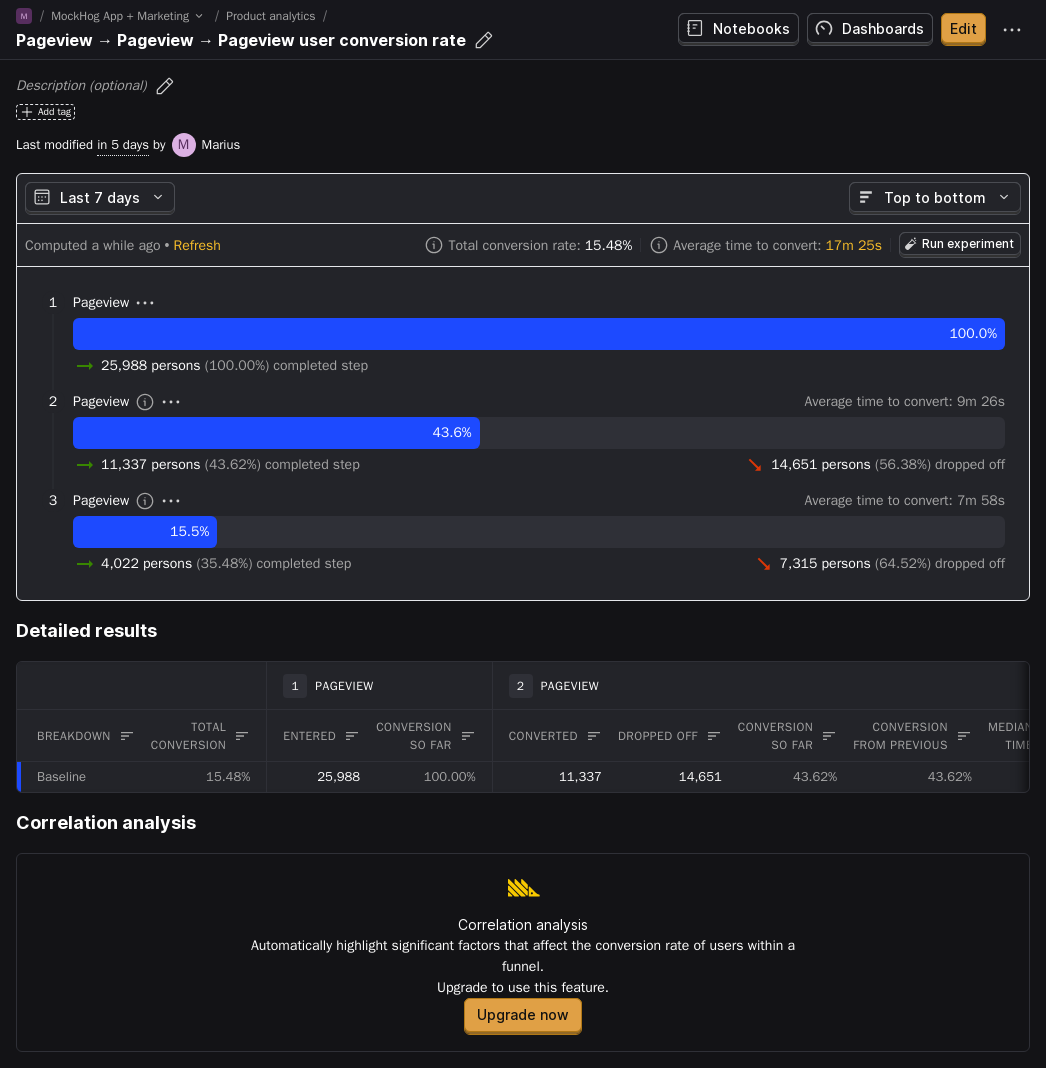 M / MockHog App + Marketing / Product analytics /
Pageview → Pageview → Pageview user conversion rate
Notebooks
Dashboards
Edit
Description (optional)
+ Add tag
Last modified in 5 days by M Marius
Last 7 days
Top to bottom
Computed a while ago • Refresh
Total conversion rate: 15.48%
Average time to convert: 17m 25s
Run experiment
1 Pageview
100.0%
25,988 persons (100.00%) completed step
2 Pageview
Average time to convert: 9m 26s
43.6%
11,337 persons (43.62%) completed step
14,651 persons (56.38%) dropped off
3 Pageview
Average time to convert: 7m 58s
15.5%
4,022 persons (35.48%) completed step
7,315 persons (64.52%) dropped off
Detailed results
1 PAGEVIEW
2 PAGEVIEW
BREAKDOWN
TOTAL
CONVERSION
ENTERED
CONVERSION
SO FAR
CONVERTED
DROPPED OFF
CONVERSION
SO FAR
CONVERSION
FROM PREVIOUS
MEDIAN
TIME
Baseline 15.48% 25,988 100.00% 11,337 14,651 43.62% 43.62%
Correlation analysis
Correlation analysis
Automatically highlight significant factors that affect the conversion rate of users within a
funnel.
Upgrade to use this feature.
Upgrade now